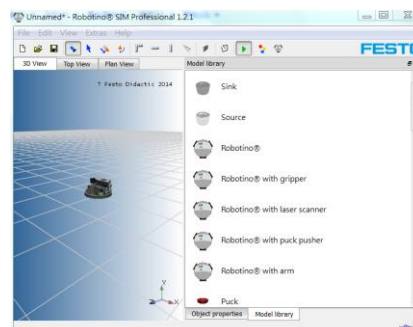 Unnamed* - Robotino® SIM Professional 1.2.1
File Edit View Extras Help
FESTO
3D View Top View Plan View
Model library
? Festo Didactic 2014
Sink
Source
Robotino®
Robotino® with gripper
Robotino® with laser scanner
Robotino® with puck pusher
Robotino® with arm
Puck
Y
Z X
Object properties Model library